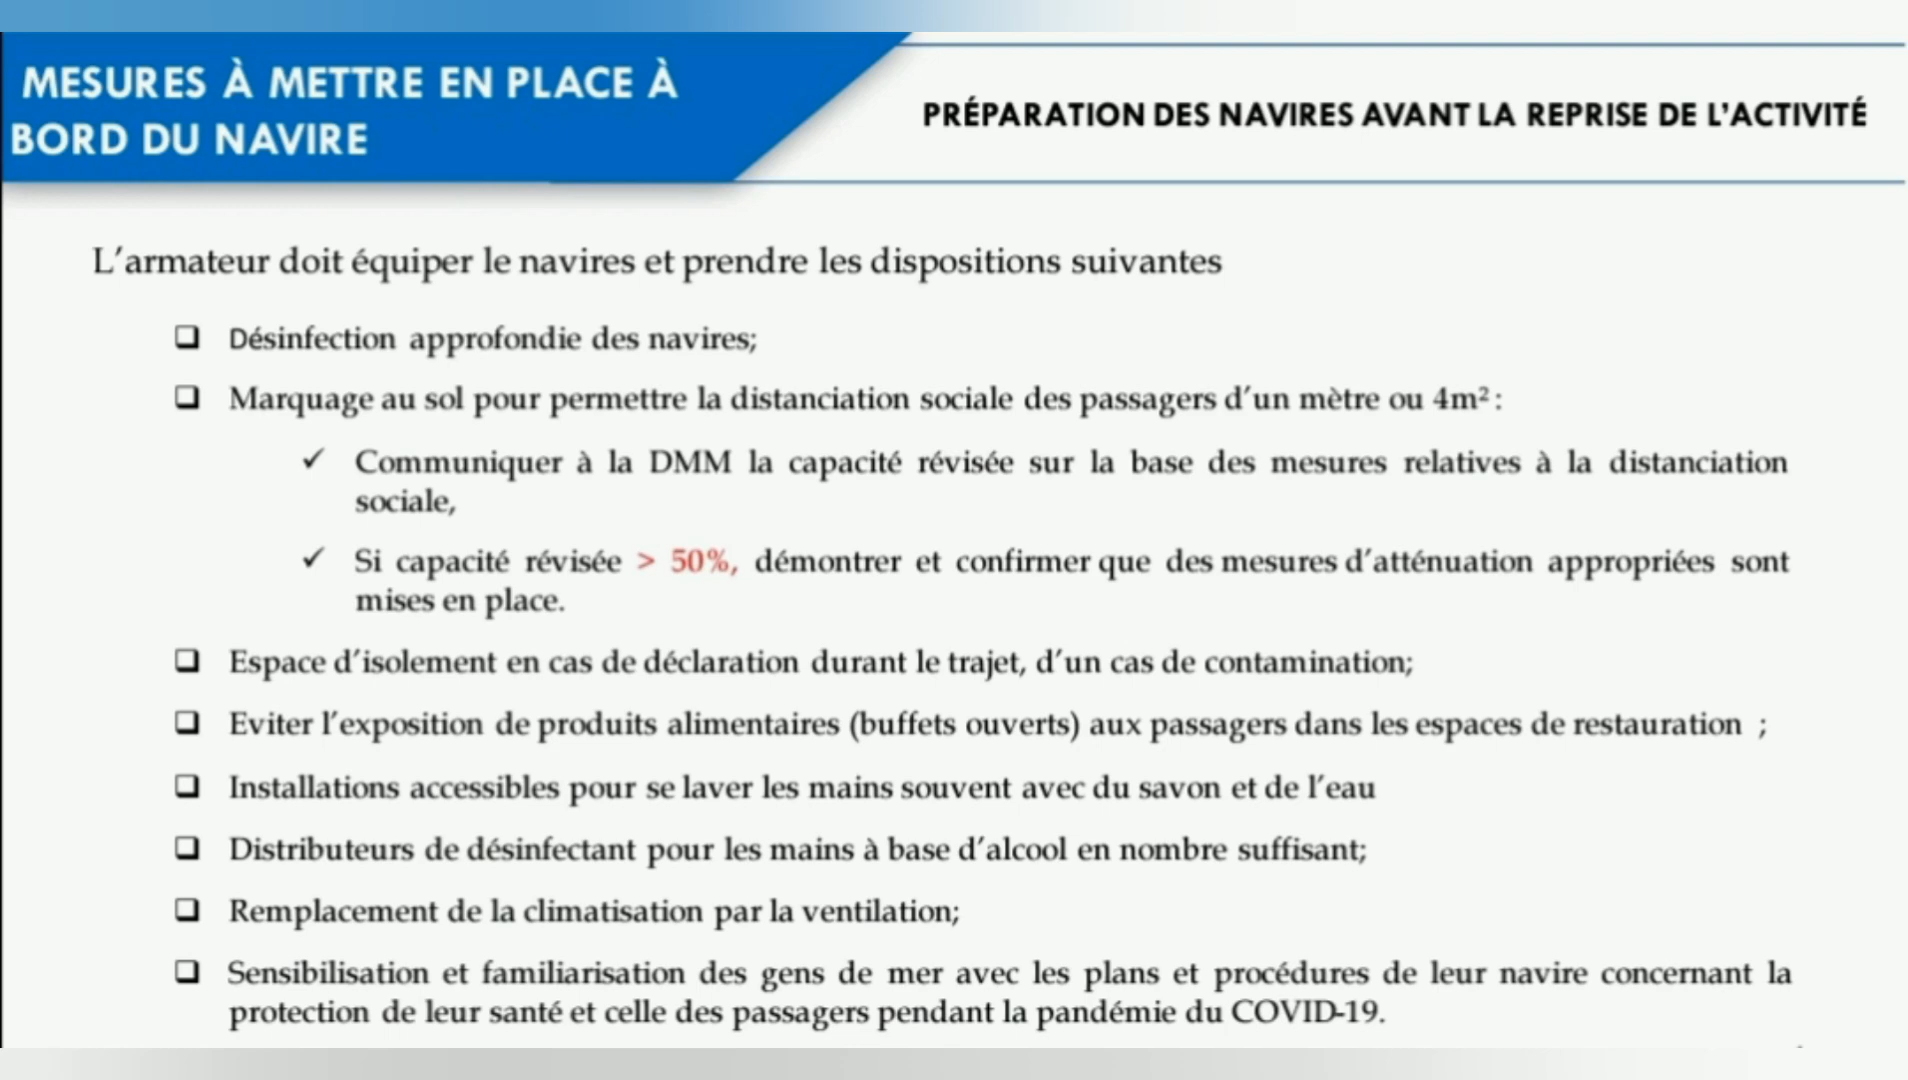 MESURES À METTRE EN PLACE À
BORD DU NAVIRE
PRÉPARATION DES NAVIRES AVANT LA REPRISE DE L'ACTIVITÉ
L'armateur doit équiper le navires et prendre les dispositions suivantes
❑ Désinfection approfondie des navires;
❑ Marquage au sol pour permettre la distanciation sociale des passagers d'un mètre ou 4m² :
✓ Communiquer à la DMM la capacité révisée sur la base des mesures relatives à la distanciation
sociale,
✓ Si capacité révisée > 50%, démontrer et confirmer que des mesures d'atténuation appropriées sont
mises en place.
❑ Espace d'isolement en cas de déclaration durant le trajet, d'un cas de contamination;
❑ Eviter l'exposition de produits alimentaires (buffets ouverts) aux passagers dans les espaces de restauration ;
❑ Installations accessibles pour se laver les mains souvent avec du savon et de l'eau
❑ Distributeurs de désinfectant pour les mains à base d'alcool en nombre suffisant;
❑ Remplacement de la climatisation par la ventilation;
❑ Sensibilisation et familiarisation des gens de mer avec les plans et procédures de leur navire concernant la
protection de leur santé et celle des passagers pendant la pandémie du COVID-19.